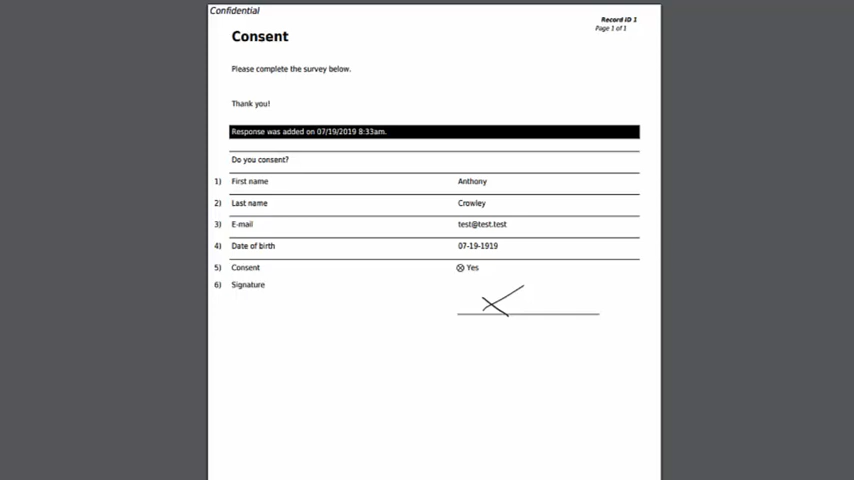 Confidential
Record ID 1
Page 1 of 1
Consent
Please complete the survey below.
Thank you!
Response was added on 07/19/2019 8:33am.
Do you consent?
1) First name Anthony
2) Last name Crowley
3) E-mail test@test.test
4) Date of birth 07-19-1919
5) Consent Yes
6) Signature